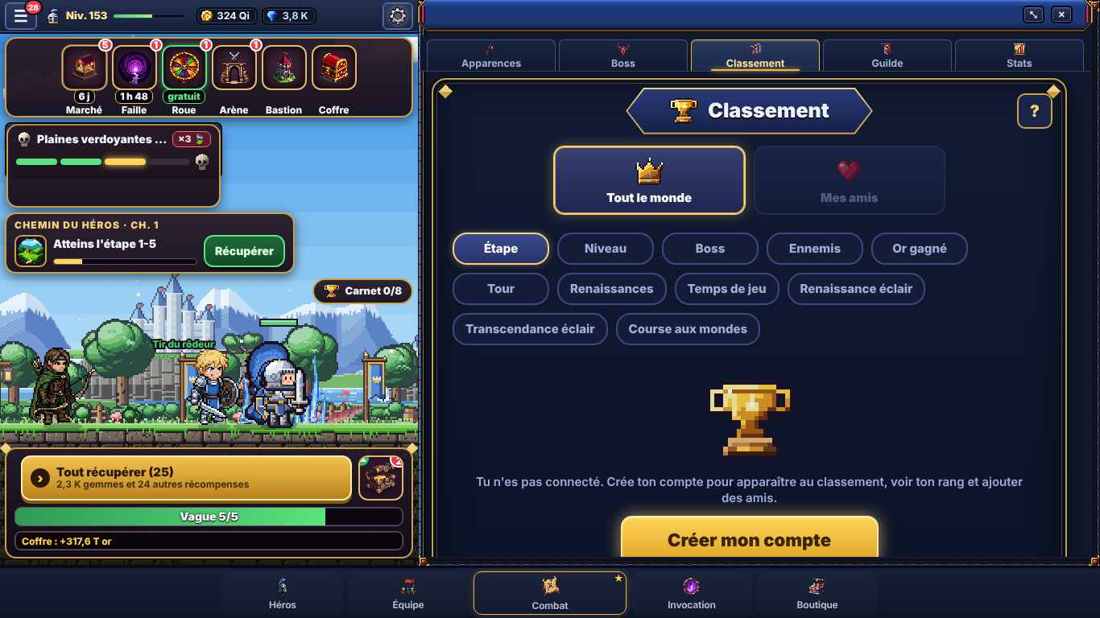 28
Niv. 153
324 Qi
3,8 K
5
1
1
1
6 j
1 h 48
gratuit
Marché
Faille
Roue
Arène
Bastion
Coffre
Plaines verdoyantes ...
×3
CHEMIN DU HÉROS · CH. 1
Atteins l'étape 1-5
Récupérer
Carnet 0/8
Tir du rôdeur
Tout récupérer (25)
2,3 K gemmes et 24 autres récompenses
Vague 5/5
Coffre : +317,6 T or
Apparences
Boss
Classement
Guilde
Stats
Classement
?
Tout le monde
Mes amis
Étape
Niveau
Boss
Ennemis
Or gagné
Tour
Renaissances
Temps de jeu
Renaissance éclair
Transcendance éclair
Course aux mondes
Tu n'es pas connecté. Crée ton compte pour apparaître au classement, voir ton rang et ajouter
des amis.
Créer mon compte
Héros
Équipe
Combat
Invocation
Boutique